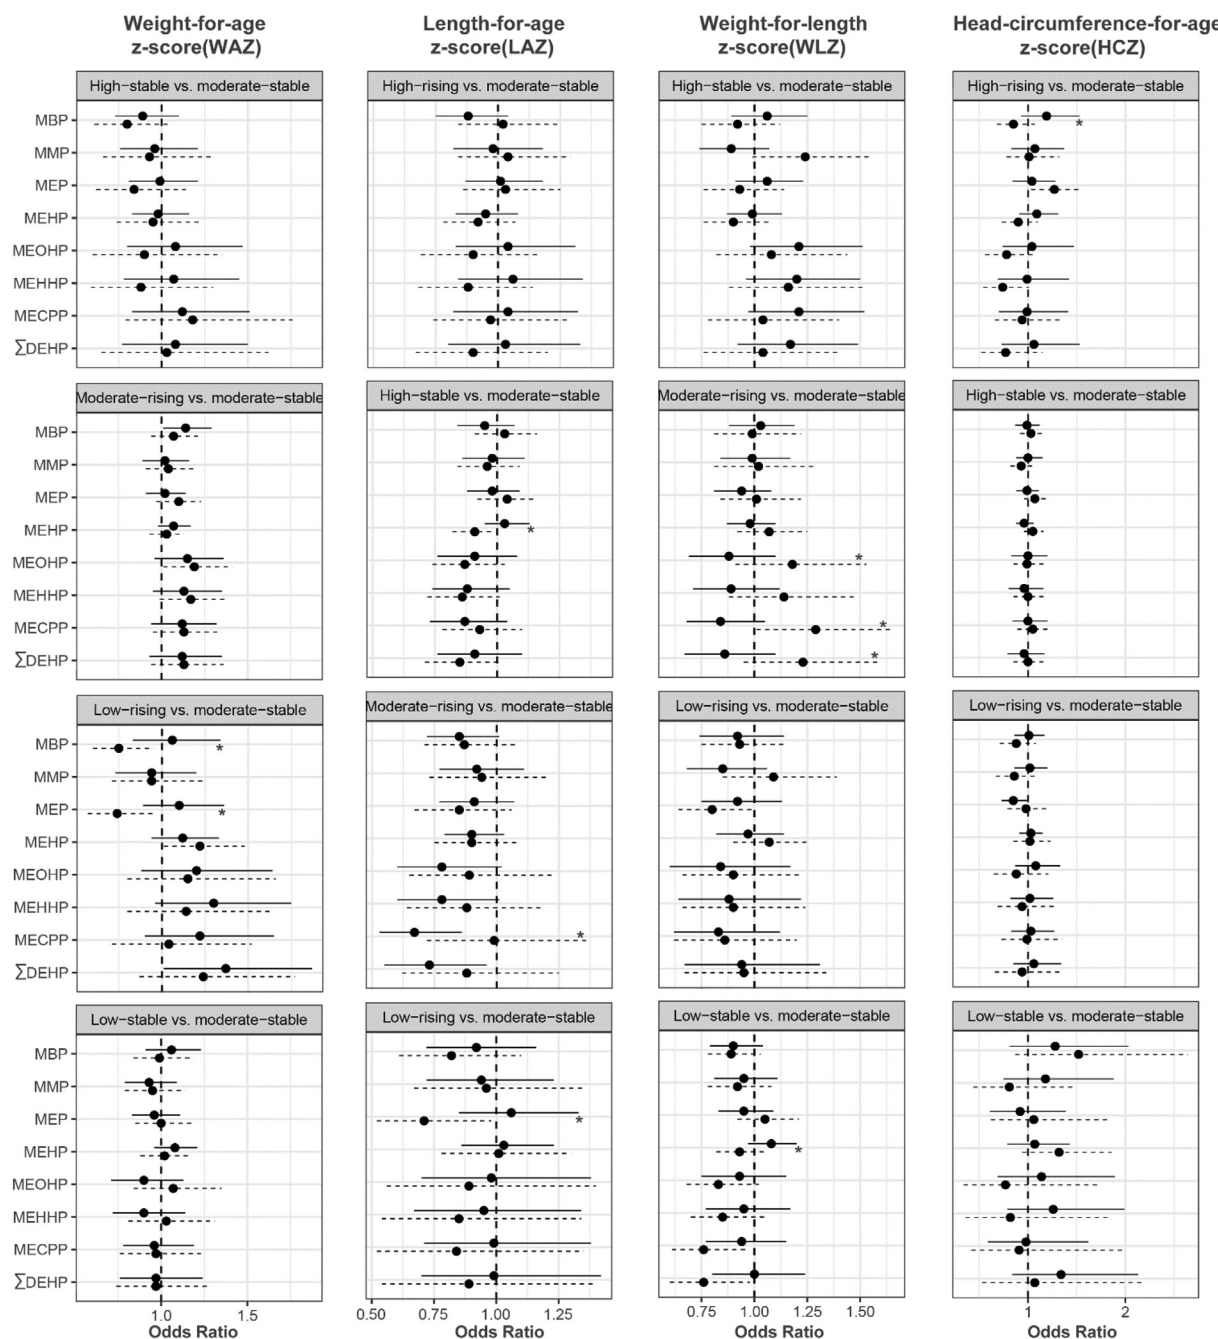 Weight-for-age
z-score(WAZ)
Length-for-age
z-score(LAZ)
Weight-for-length
z-score(WLZ)
Head-circumference-for-age
z-score(HCZ)
High−stable vs. moderate−stable
High−rising vs. moderate−stable
High−stable vs. moderate−stable
High−rising vs. moderate−stable
MBP
*
MMP
MEP
MEHP
MEOHP
MEHHP
MECPP
∑DEHP
Moderate−rising vs. moderate−stable
High−stable vs. moderate−stable
Moderate−rising vs. moderate−stable
High−stable vs. moderate−stable
MBP
MMP
MEP
MEHP
*
MEOHP
*
MEHHP
MECPP
*
∑DEHP
*
Low−rising vs. moderate−stable
Moderate−rising vs. moderate−stable
Low−rising vs. moderate−stable
Low−rising vs. moderate−stable
MBP
*
MMP
MEP
*
MEHP
MEOHP
MEHHP
MECPP
*
∑DEHP
Low−stable vs. moderate−stable
Low−rising vs. moderate−stable
Low−stable vs. moderate−stable
Low−stable vs. moderate−stable
MBP
MMP
MEP
*
MEHP
*
MEOHP
MEHHP
MECPP
∑DEHP
1.0 1.5
0.50 0.75 1.00 1.25
0.75 1.00 1.25 1.50
1 2
Odds Ratio
Odds Ratio
Odds Ratio
Odds Ratio